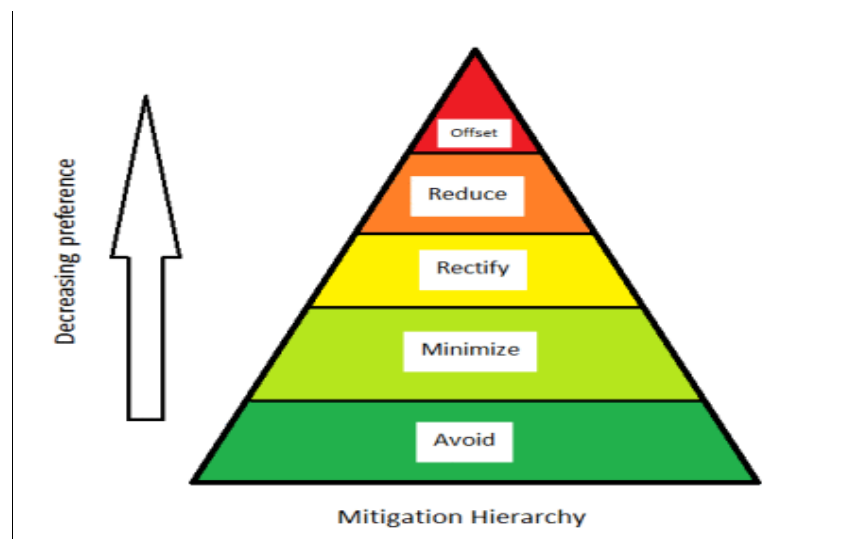 Decreasing preference
Offset
Reduce
Rectify
Minimize
Avoid
Mitigation Hierarchy